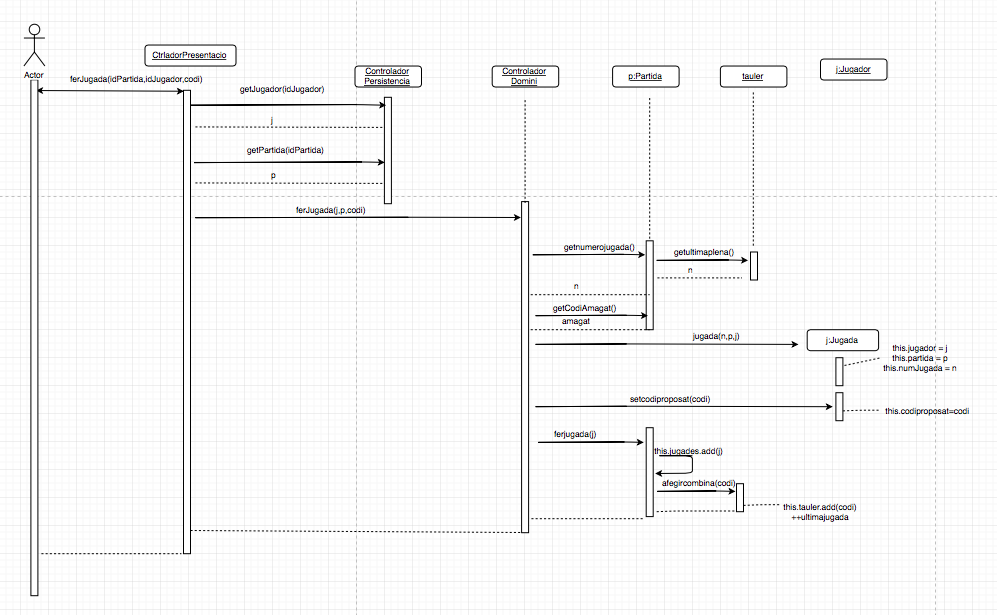 Actor
CtrladorPresentacio
Controlador
Persistencia
Controlador
Domini
p:Partida
tauler
j:Jugador
ferJugada(idPartida,idJugador,codi)
getJugador(idJugador)
j
getPartida(idPartida)
p
ferJugada(j,p,codi)
getnumerojugada()
getultimaplena()
n
n
getCodiAmagat()
amagat
jugada(n,p,j)
j:Jugada
this.jugador = j
this.partida = p
this.numJugada = n
setcodiproposat(codi)
this.codiproposat=codi
ferjugada(j)
this.jugades.add(j)
afegircombina(codi)
this.tauler.add(codi)
++ultimajugada